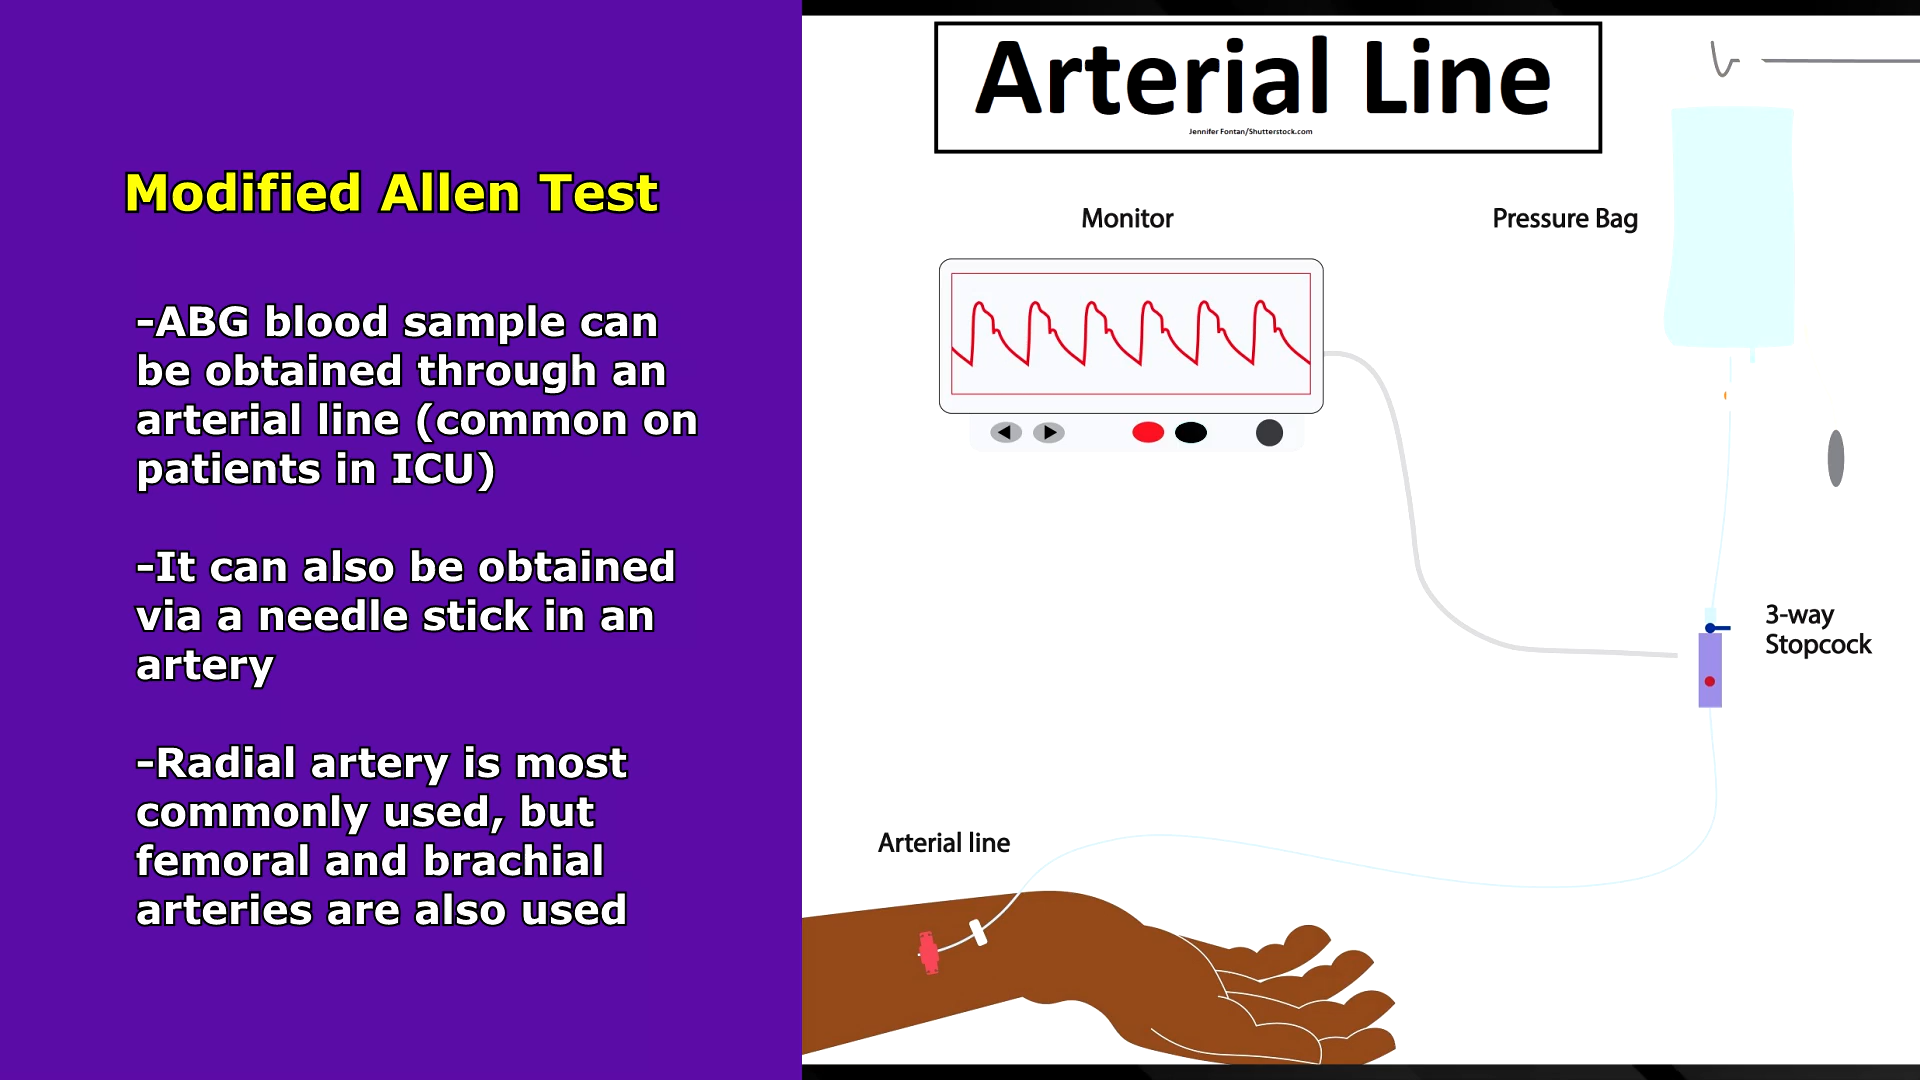 Modified Allen Test
-ABG blood sample can
be obtained through an
arterial line (common on
patients in ICU)
-It can also be obtained
via a needle stick in an
artery
-Radial artery is most
commonly used, but
femoral and brachial
arteries are also used
Arterial Line
Jennifer Fontan/Shutterstock.com
Monitor
Pressure Bag
3-way
Stopcock
Arterial line